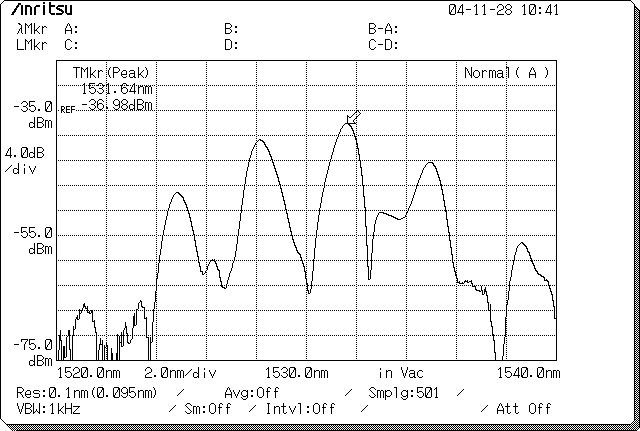 Anritsu 04-11-28 10:41
λMkr A: B: B-A:
LMkr C: D: C-D:
TMkr(Peak) Normal(A)
1531.64nm
-36.98dBm
-35.0 REF
dBm
4.0dB
/div
-55.0
dBm
-75.0
dBm
1520.0nm 2.0nm/div 1530.0nm in Vac 1540.0nm
Res:0.1nm(0.095nm) / Avg:Off / Smplg:501 /
VBW:1kHz / Sm:Off / Intvl:Off / / Att Off